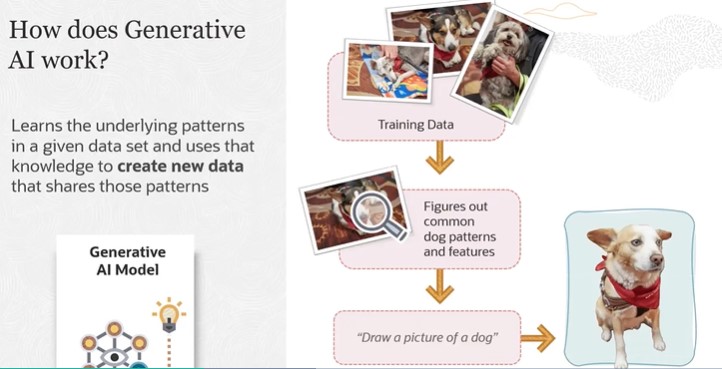 How does Generative
AI work?
Learns the underlying patterns
in a given data set and uses that
knowledge to create new data
that shares those patterns
Generative
AI Model
Training Data
Figures out
common
dog patterns
and features
“Draw a picture of a dog”